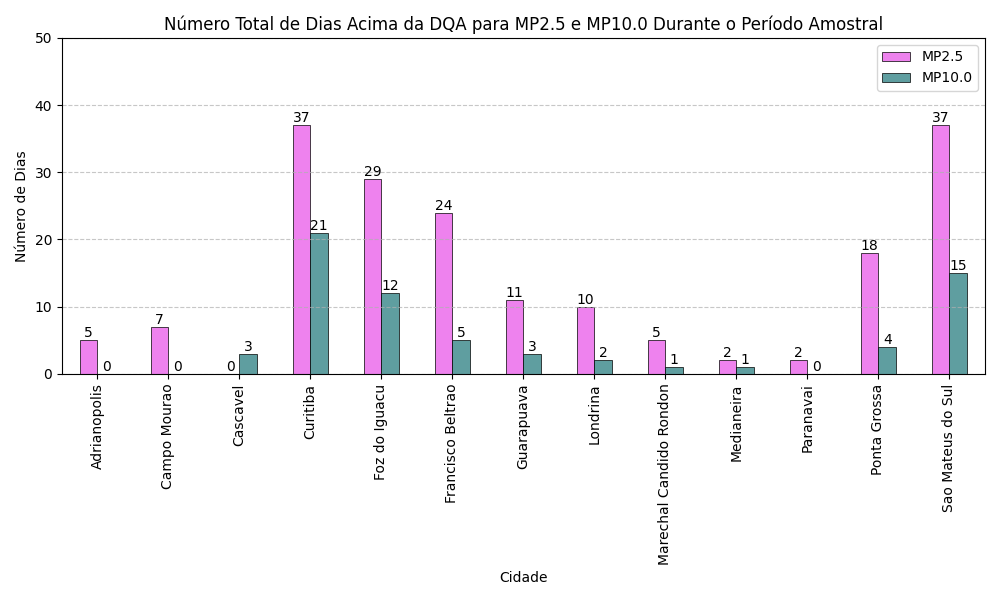 Número Total de Dias Acima da DQA para MP2.5 e MP10.0 Durante o Período Amostral
MP2.5
MP10.0
Número de Dias
50
40
30
20
10
0
5 0
7 0
0 3
37 21
29 12
24 5
11 3
10 2
5 1
2 1
2 0
18 4
37 15
Adrianopolis
Campo Mourao
Cascavel
Curitiba
Foz do Iguacu
Francisco Beltrao
Guarapuava
Londrina
Marechal Candido Rondon
Medianeira
Paranavai
Ponta Grossa
Sao Mateus do Sul
Cidade